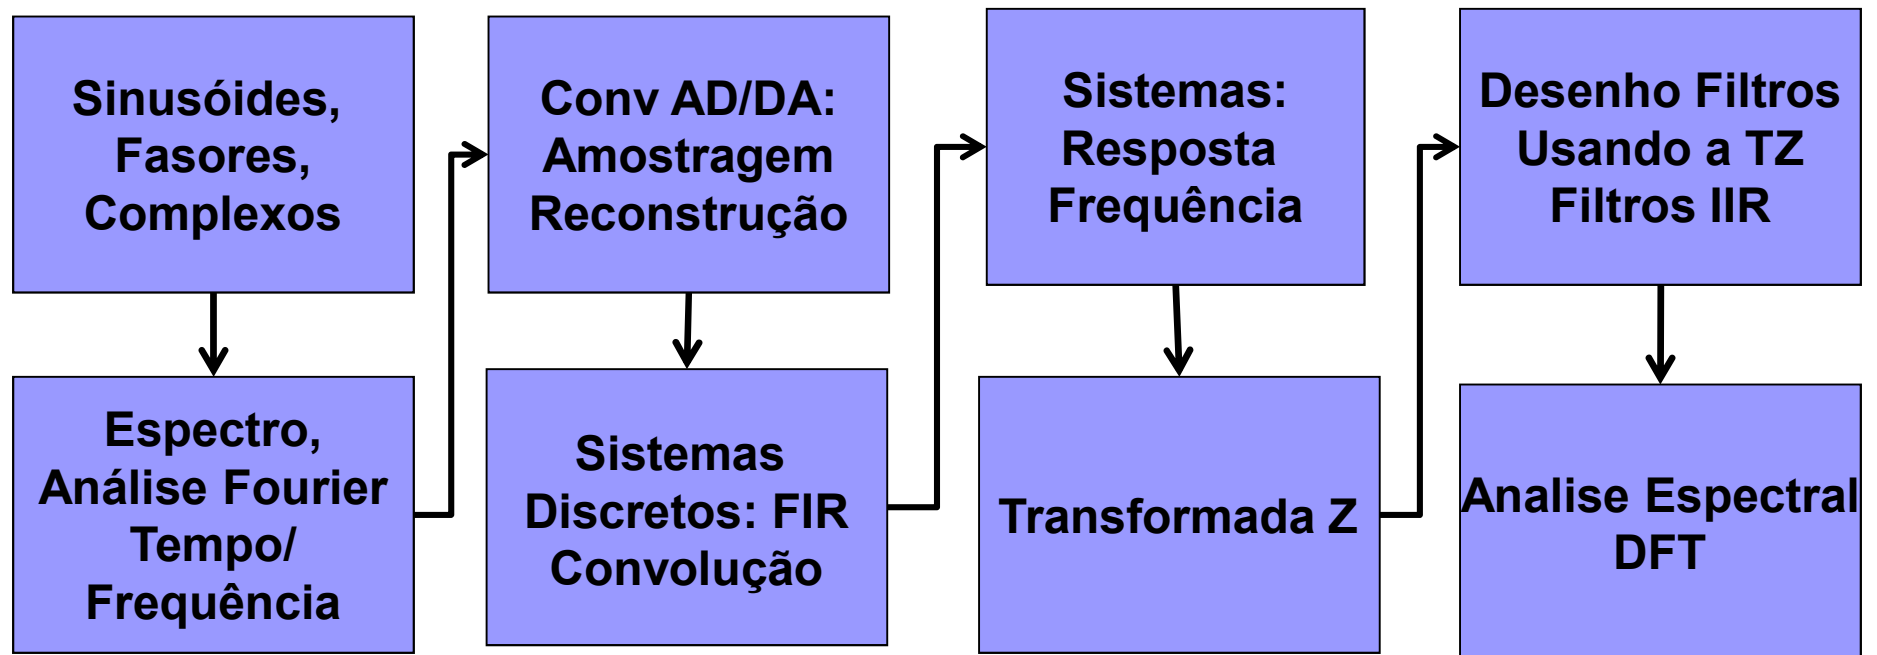 Sinusóides,
Fasores,
Complexos
Espectro,
Análise Fourier
Tempo/
Frequência
Conv AD/DA:
Amostragem
Reconstrução
Sistemas
Discretos: FIR
Convolução
Sistemas:
Resposta
Frequência
Transformada Z
Desenho Filtros
Usando a TZ
Filtros IIR
Analise Espectral
DFT